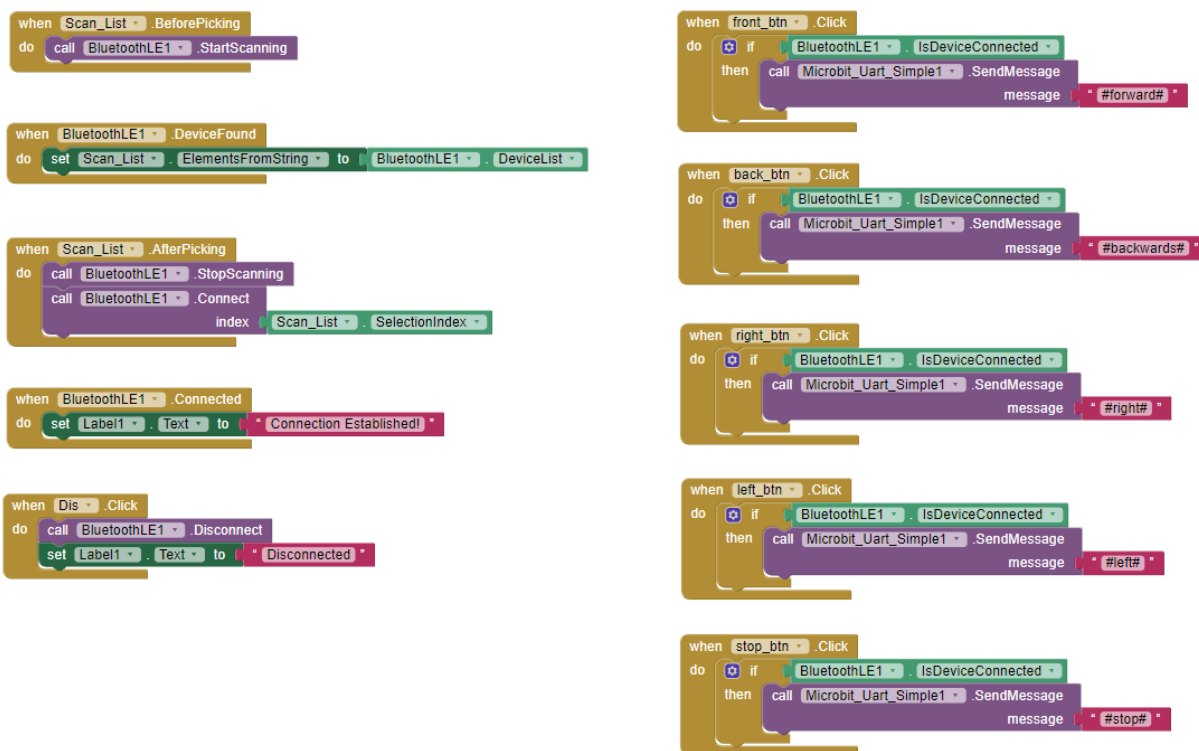 when Scan_List .BeforePicking
do call BluetoothLE1 .StartScanning
when BluetoothLE1 .DeviceFound
do set Scan_List . ElementsFromString to BluetoothLE1 . DeviceList
when Scan_List .AfterPicking
do call BluetoothLE1 .StopScanning
call BluetoothLE1 .Connect
index Scan_List . SelectionIndex
when BluetoothLE1 .Connected
do set Label1 . Text to " Connection Established! "
when Dis .Click
do call BluetoothLE1 .Disconnect
set Label1 . Text to " Disconnected "
when front_btn .Click
do if BluetoothLE1 . IsDeviceConnected
then call Microbit_Uart_Simple1 .SendMessage
message " #forward# "
when back_btn .Click
do if BluetoothLE1 . IsDeviceConnected
then call Microbit_Uart_Simple1 .SendMessage
message " #backwards# "
when right_btn .Click
do if BluetoothLE1 . IsDeviceConnected
then call Microbit_Uart_Simple1 .SendMessage
message " #right# "
when left_btn .Click
do if BluetoothLE1 . IsDeviceConnected
then call Microbit_Uart_Simple1 .SendMessage
message " #left# "
when stop_btn .Click
do if BluetoothLE1 . IsDeviceConnected
then call Microbit_Uart_Simple1 .SendMessage
message " #stop# "